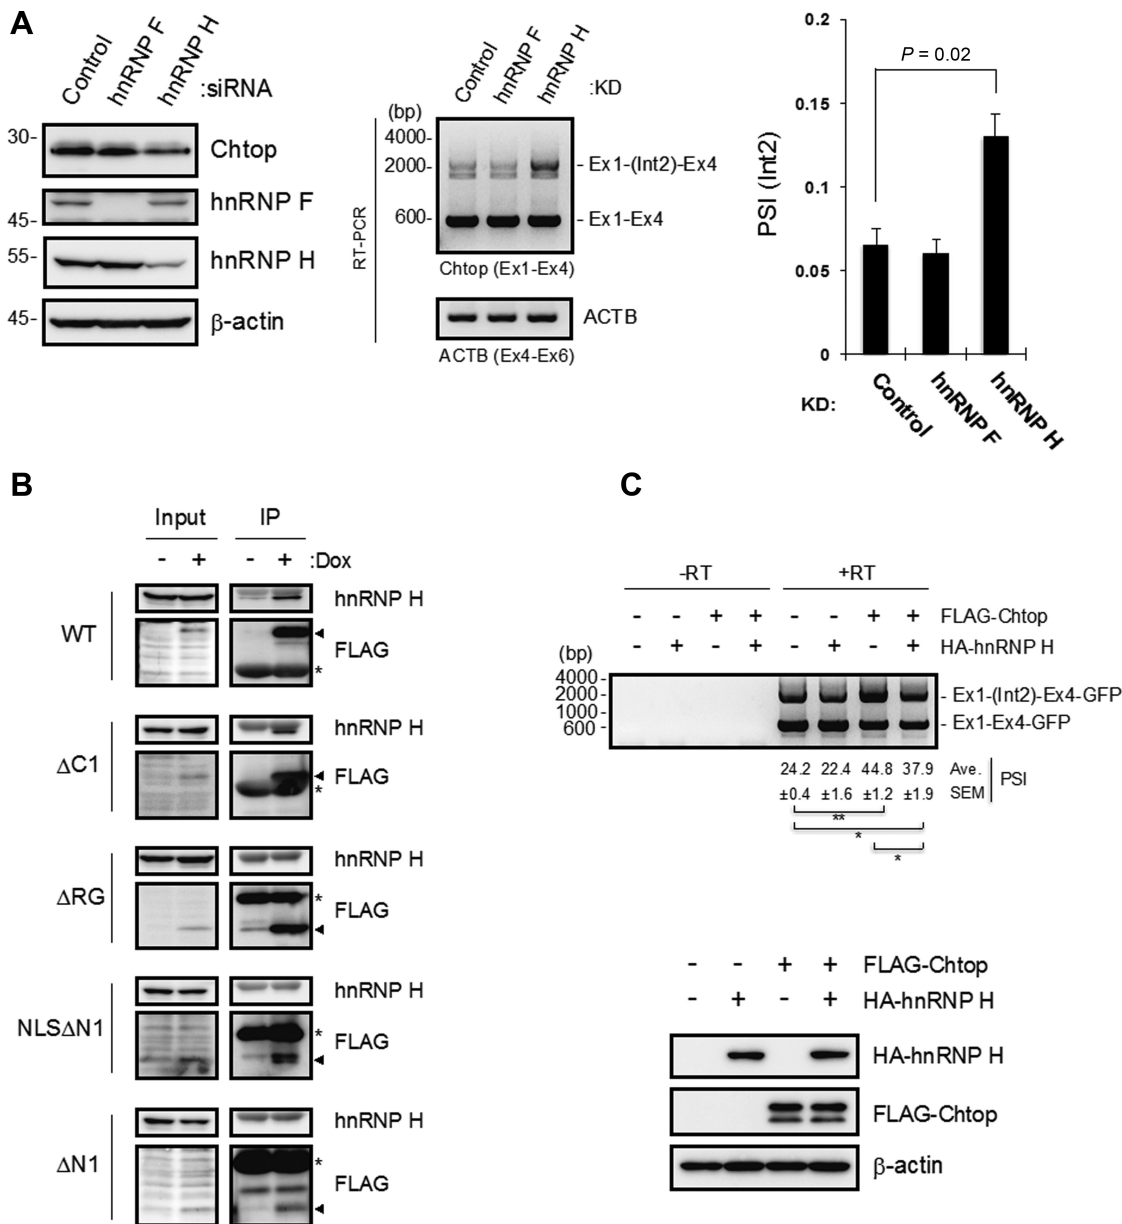 A
Control
hnRNP F
hnRNP H
:siRNA
30-
Chtop
hnRNP F
45-
55-
hnRNP H
45-
β-actin
Control
hnRNP F
hnRNP H
:KD
(bp)
4000-
2000-
600-
RT-PCR
- Ex1-(Int2)-Ex4
- Ex1-Ex4
Chtop (Ex1-Ex4)
ACTB
ACTB (Ex4-Ex6)
0.2
0.15
0.1
0.05
0
PSI (Int2)
P = 0.02
KD:
Control
hnRNP F
hnRNP H
B
Input IP
- + - + :Dox
WT
hnRNP H
FLAG
*
ΔC1
hnRNP H
FLAG
*
ΔRG
hnRNP H
*
FLAG
NLSΔN1
hnRNP H
*
FLAG
ΔN1
hnRNP H
*
FLAG
C
-RT +RT
- - + + - - + + FLAG-Chtop
- + - + - + - + HA-hnRNP H
(bp)
4000-
2000-
1000-
600-
- Ex1-(Int2)-Ex4-GFP
- Ex1-Ex4-GFP
24.2 22.4 44.8 37.9 Ave.
±0.4 ±1.6 ±1.2 ±1.9 SEM
PSI
**
*
*
- - + + FLAG-Chtop
- + - + HA-hnRNP H
HA-hnRNP H
FLAG-Chtop
β-actin